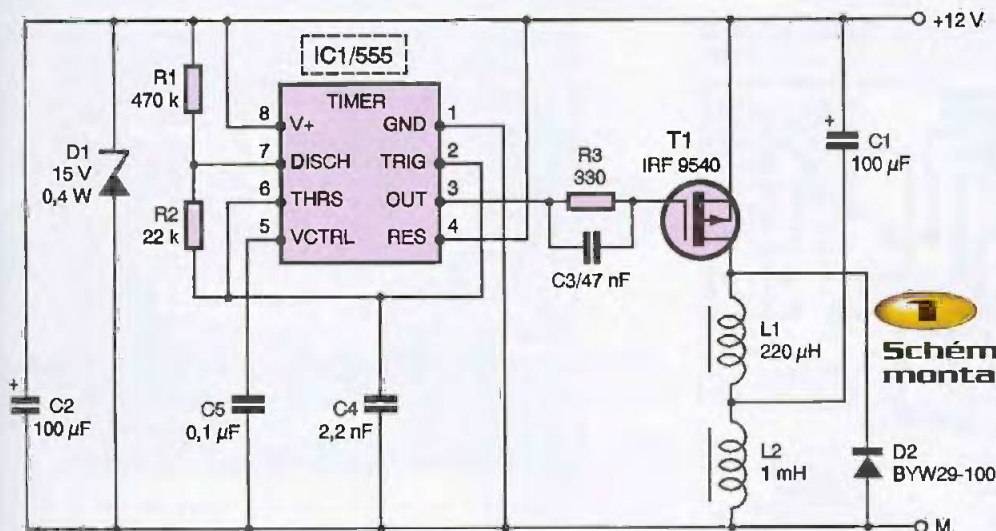 +12 V
IC1/555
TIMER
R1
470 k
8
V+
GND
1
7
DISCH
TRIG
2
6
THRS
OUT
3
5
VCTRL
RES
4
D1
15 V
0,4 W
R2
22 k
R3
330
C3/47 nF
T1
IRF 9540
+
C1
100 µF
L1
220 µH
1
Schém
monta
+
C2
100 µF
C5
0,1 µF
C4
2,2 nF
L2
1 mH
D2
BYW29-100
M